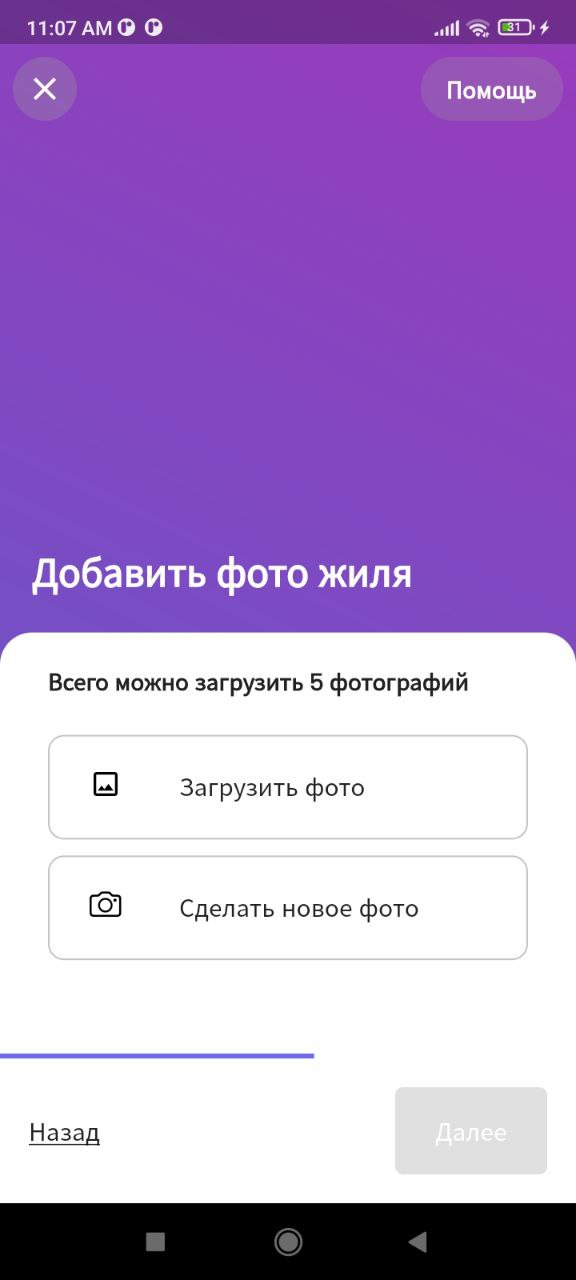 11:07 AM
31
Помощь
Добавить фото жиля
Всего можно загрузить 5 фотографий
Загрузить фото
Сделать новое фото
Назад
Далее